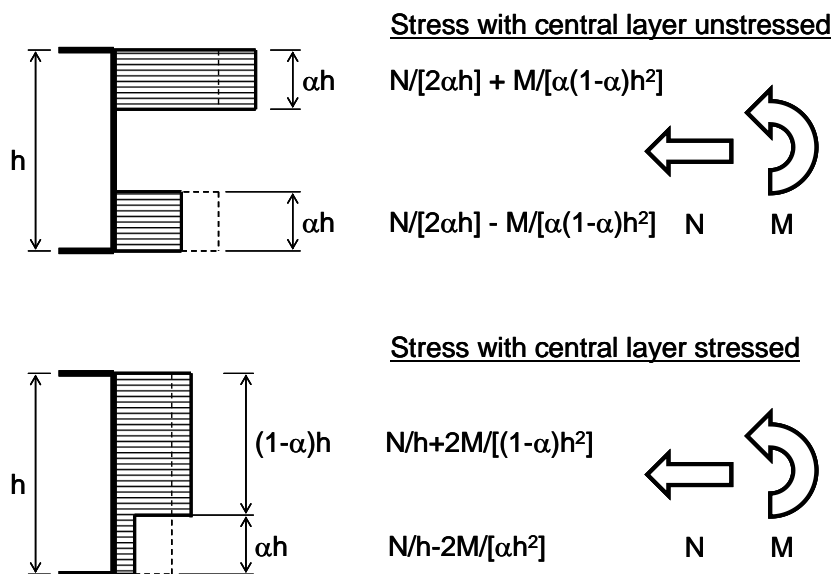 Stress with central layer unstressed
αh
N/[2αh] + M/[α(1-α)h²]
h
αh
N/[2αh] - M/[α(1-α)h²]
N
M
Stress with central layer stressed
(1-α)h
N/h+2M/[(1-α)h²]
h
αh
N/h-2M/[αh²]
N
M